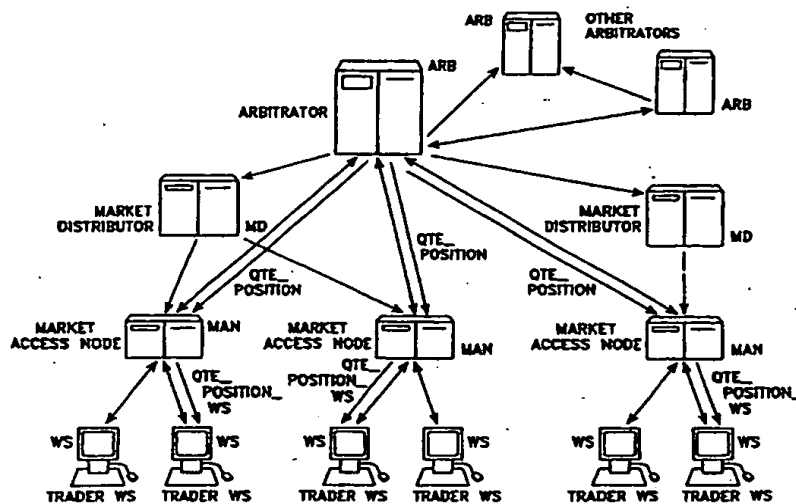 ARB
OTHER
ARBITRATORS
ARB
ARBITRATOR
ARB
MARKET
DISTRIBUTOR
MD
MARKET
DISTRIBUTOR
MD
QTE_
POSITION
QTE_
POSITION
QTE_
POSITION
MARKET
ACCESS NODE
MAN
MARKET
ACCESS NODE
MAN
MARKET
ACCESS NODE
MAN
QTE_
POSITION_
WS
QTE_
POSITION_
WS
QTE_
POSITION_
WS
WS
WS
WS
WS
WS
WS
TRADER WS
TRADER WS
TRADER WS
TRADER WS
TRADER WS
TRADER WS